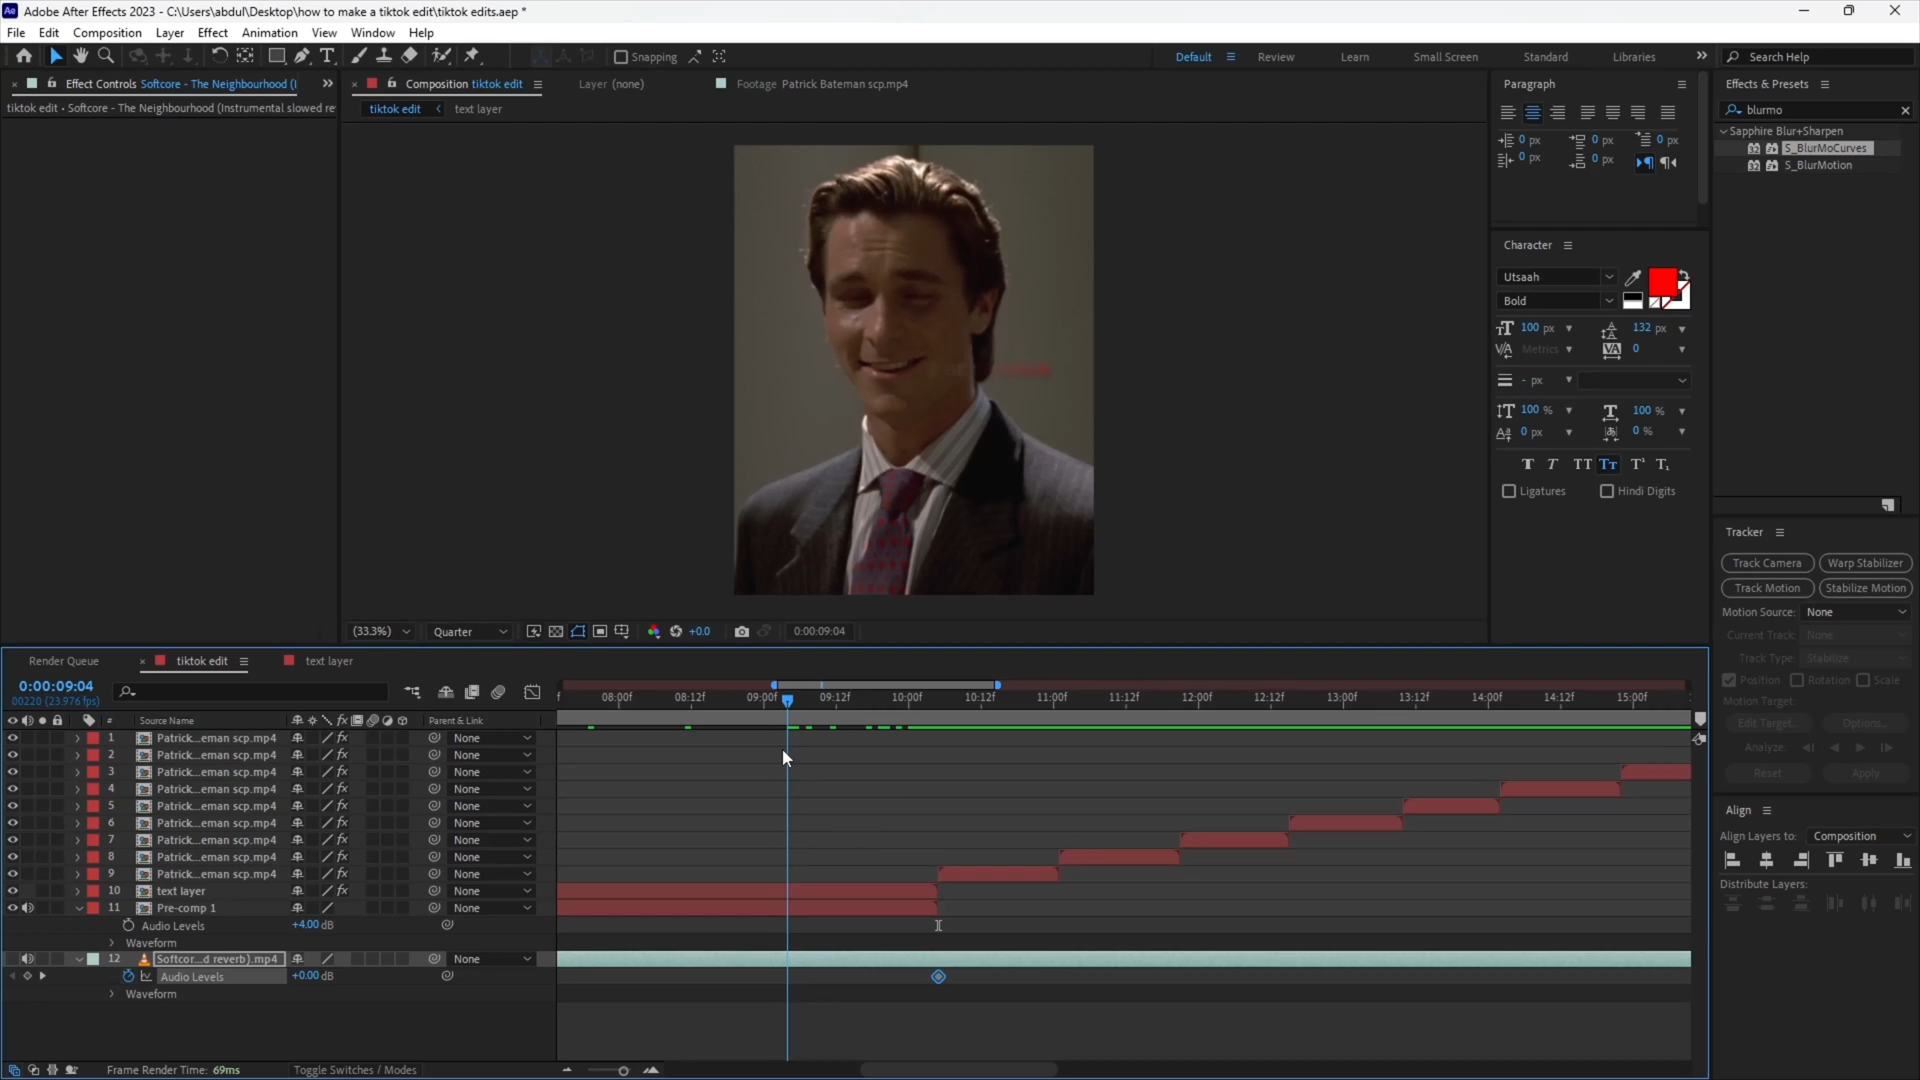 Adobe After Effects 2023 - C:\Users\abdul\Desktop\how to make a tiktok edit\tiktok edits.aep *
File Edit Composition Layer Effect Animation View Window Help
Snapping
Default Review Learn Small Screen Standard Libraries Search Help
Effect Controls Softcore - The Neighbourhood (I
Composition tiktok edit
Layer (none)
Footage Patrick Bateman scp.mp4
tiktok edit • Softcore - The Neighbourhood (Instrumental slowed re
tiktok edit text layer
Paragraph
0 px 0 px 0 px
0 px 0 px
Effects & Presets
blurmo
Sapphire Blur+Sharpen
S_BlurMoCurves
S_BlurMotion
Character
Utsaah
Bold
100 px 132 px
Metrics 0
- px
100 % 100 %
0 px 0 %
Ligatures Hindi Digits
Tracker
Track Camera Warp Stabilizer
Track Motion Stabilize Motion
Motion Source: None
Current Track: None
Track Type: Stabilize
Position Rotation Scale
Motion Target:
Edit Target... Options...
Analyze:
Reset Apply
Align
Align Layers to: Composition
Distribute Layers:
(33.3%) Quarter +0.0 0:00:09:04
Render Queue tiktok edit text layer
0:00:09:04
00220 (23.976 fps)
f 08:00f 08:12f 09:00f 09:12f 10:00f 10:12f 11:00f 11:12f 12:00f 12:12f 13:00f 13:12f 14:00f 14:12f 15:00f
# Source Name Parent & Link
1 Patrick...eman scp.mp4 None
2 Patrick...eman scp.mp4 None
3 Patrick...eman scp.mp4 None
4 Patrick...eman scp.mp4 None
5 Patrick...eman scp.mp4 None
6 Patrick...eman scp.mp4 None
7 Patrick...eman scp.mp4 None
8 Patrick...eman scp.mp4 None
9 Patrick...eman scp.mp4 None
10 text layer None
11 Pre-comp 1 None
Audio Levels +4.00 dB
Waveform
12 Softcor...d reverb).mp4 None
Audio Levels +0.00 dB
Waveform
Frame Render Time: 69ms Toggle Switches / Modes